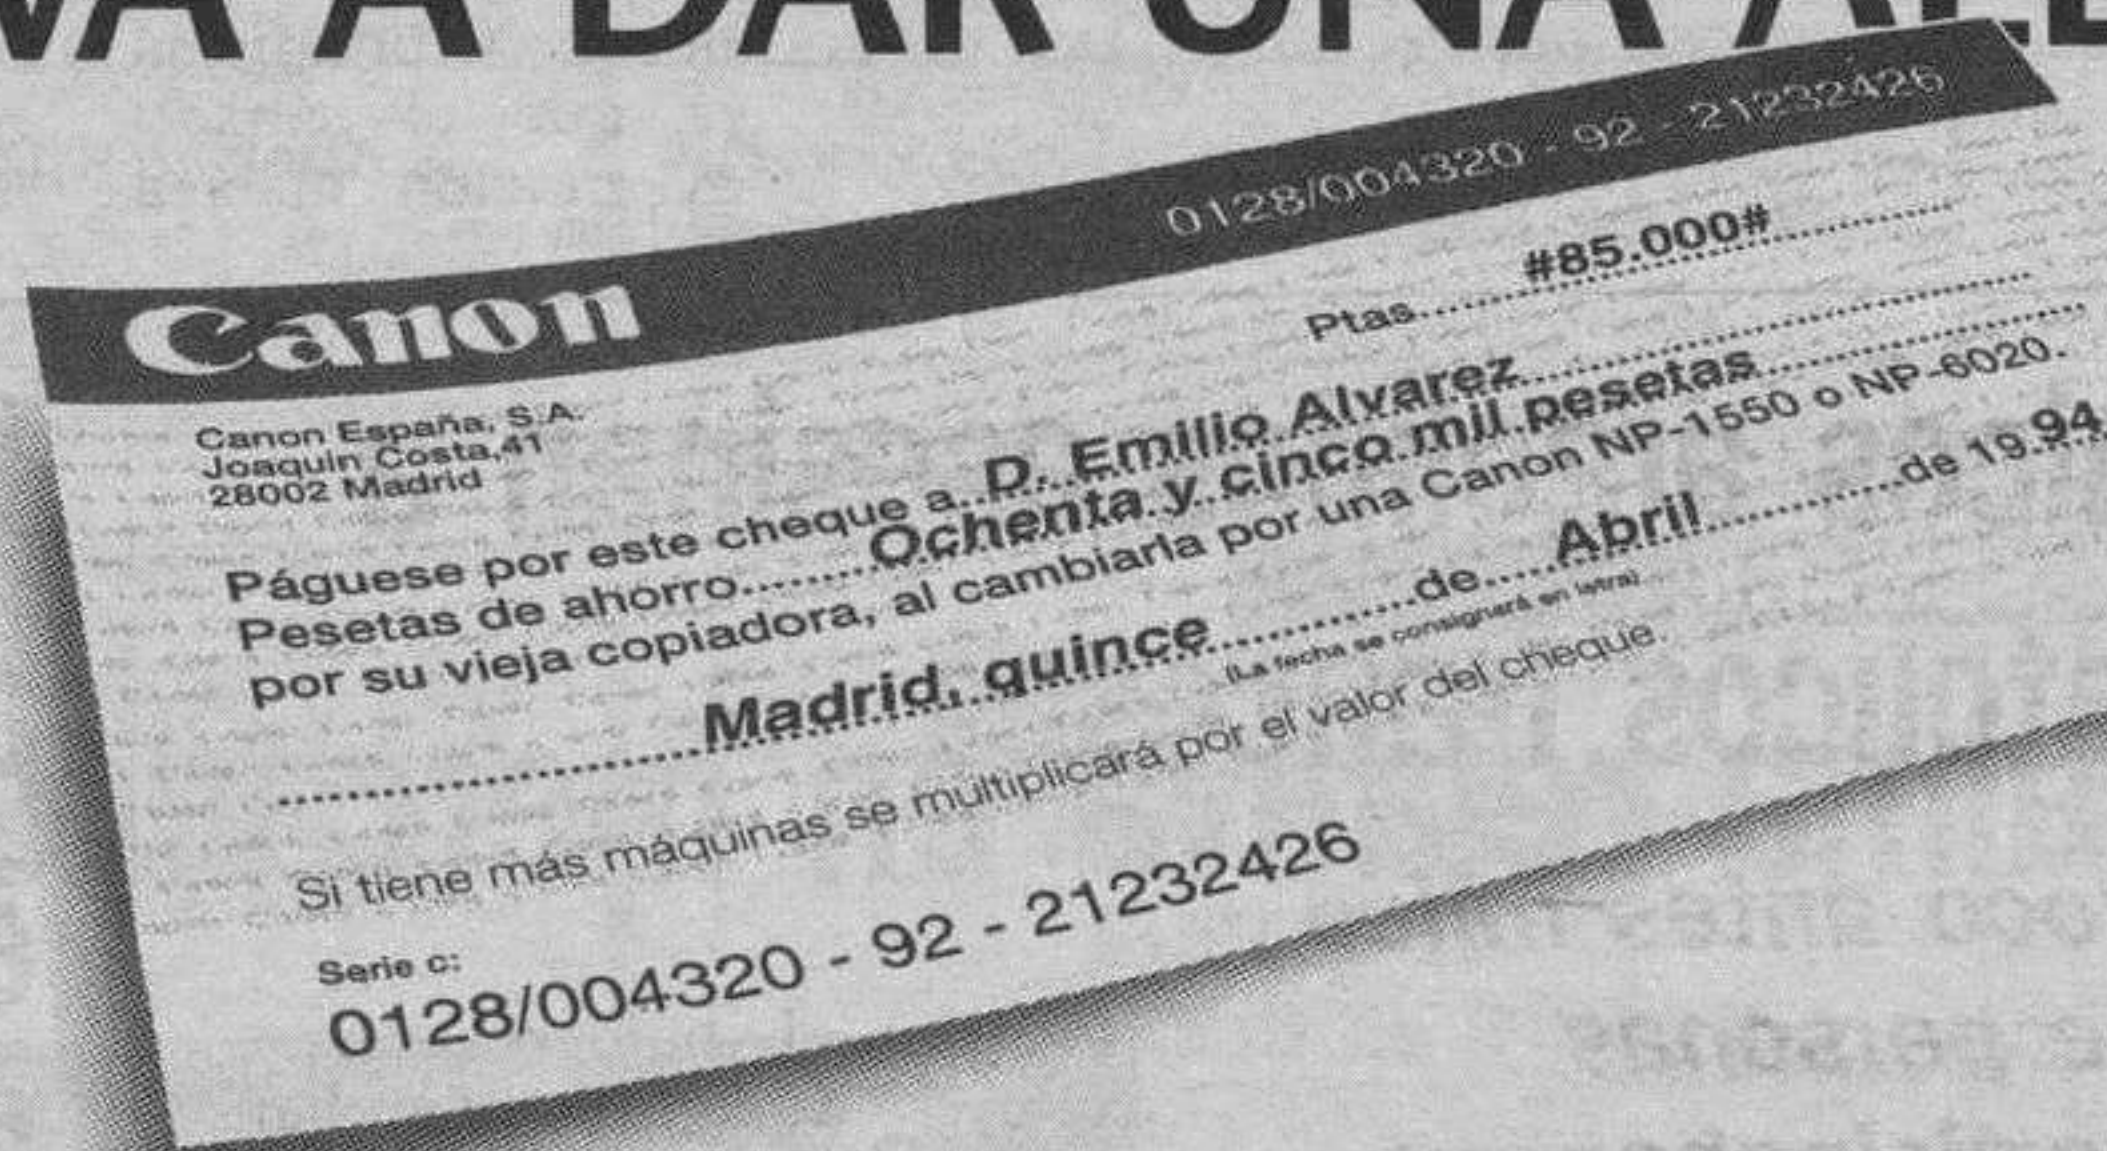 VA A DAR UNA
0128/004320 - 92 - 21232426
Canon
Ptas.....#85.000#.....
Canon España, S.A.
Joaquin Costa,41
28002 Madrid
Páguese por este cheque a..D. Emilio Alvarez.....
Pesetas de ahorro.....Ochenta y cinco mil pesetas.....
por su vieja copiadora, al cambiarla por una Canon NP-1550 o NP-6020.
.....Madrid, quince.....de.....Abril.....de 19.94
(La fecha se consignará en letra)
Si tiene más máquinas se multiplicará por el valor del cheque.
Serie c:
0128/004320 - 92 - 21232426